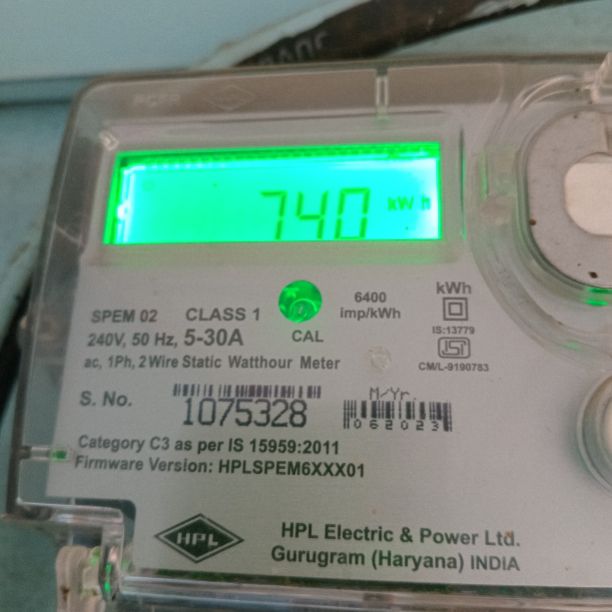 740 kWh
SPEM 02 CLASS 1
240V, 50 Hz, 5-30A
ac, 1Ph, 2 Wire Static Watthour Meter
CAL
6400
imp/kWh
kWh
IS:13779
ISI
CM/L-9190783
S. No. 1075328
M/Yr.
062023
Category C3 as per IS 15959:2011
Firmware Version: HPLSPEM6XXX01
HPL
HPL Electric & Power Ltd.
Gurugram (Haryana) INDIA